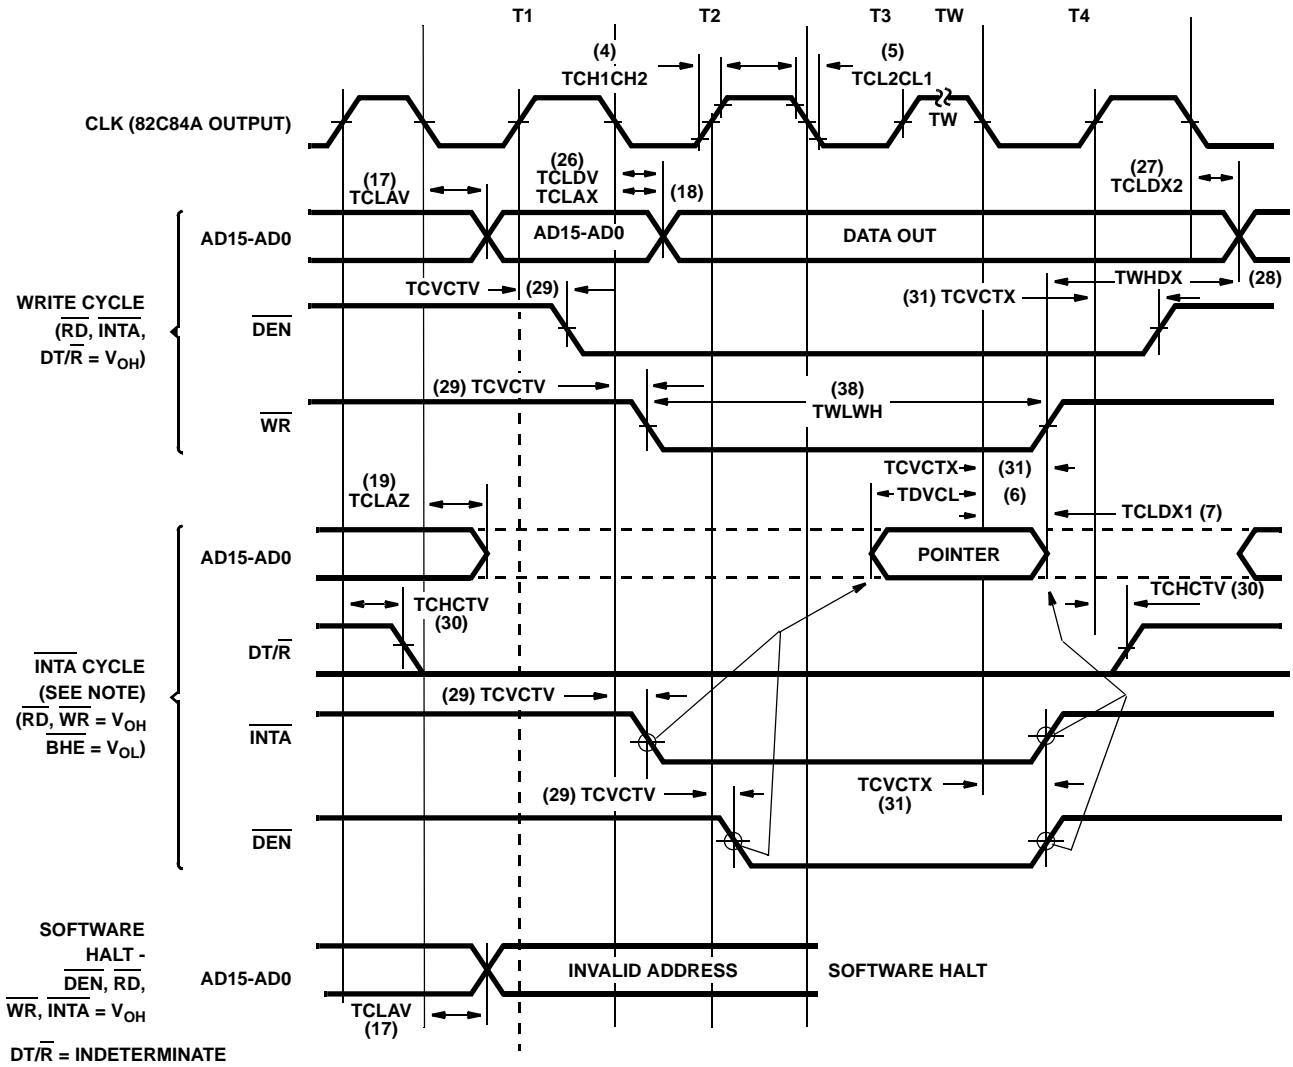 T1 T2 T3 TW T4
(4) TCH1CH2
(5) TCL2CL1
CLK (82C84A OUTPUT)
TW
(17) TCLAV
(26) TCLDV
TCLAX (18)
(27) TCLDX2
WRITE CYCLE
(RD, INTA,
DT/R = VOH)
AD15-AD0
AD15-AD0
DATA OUT
TCVCTV (29)
TWHDX (28)
(31) TCVCTX
DEN
(29) TCVCTV
(38) TWLWH
WR
TCVCTX (31)
(19) TCLAZ
TDVCL (6)
TCLDX1 (7)
INTA CYCLE
(SEE NOTE)
(RD, WR = VOH
BHE = VOL)
AD15-AD0
POINTER
TCHCTV (30)
TCHCTV (30)
DT/R
(29) TCVCTV
INTA
(29) TCVCTV
TCVCTX (31)
DEN
SOFTWARE
HALT -
DEN, RD,
WR, INTA = VOH
DT/R = INDETERMINATE
AD15-AD0
INVALID ADDRESS
SOFTWARE HALT
TCLAV (17)